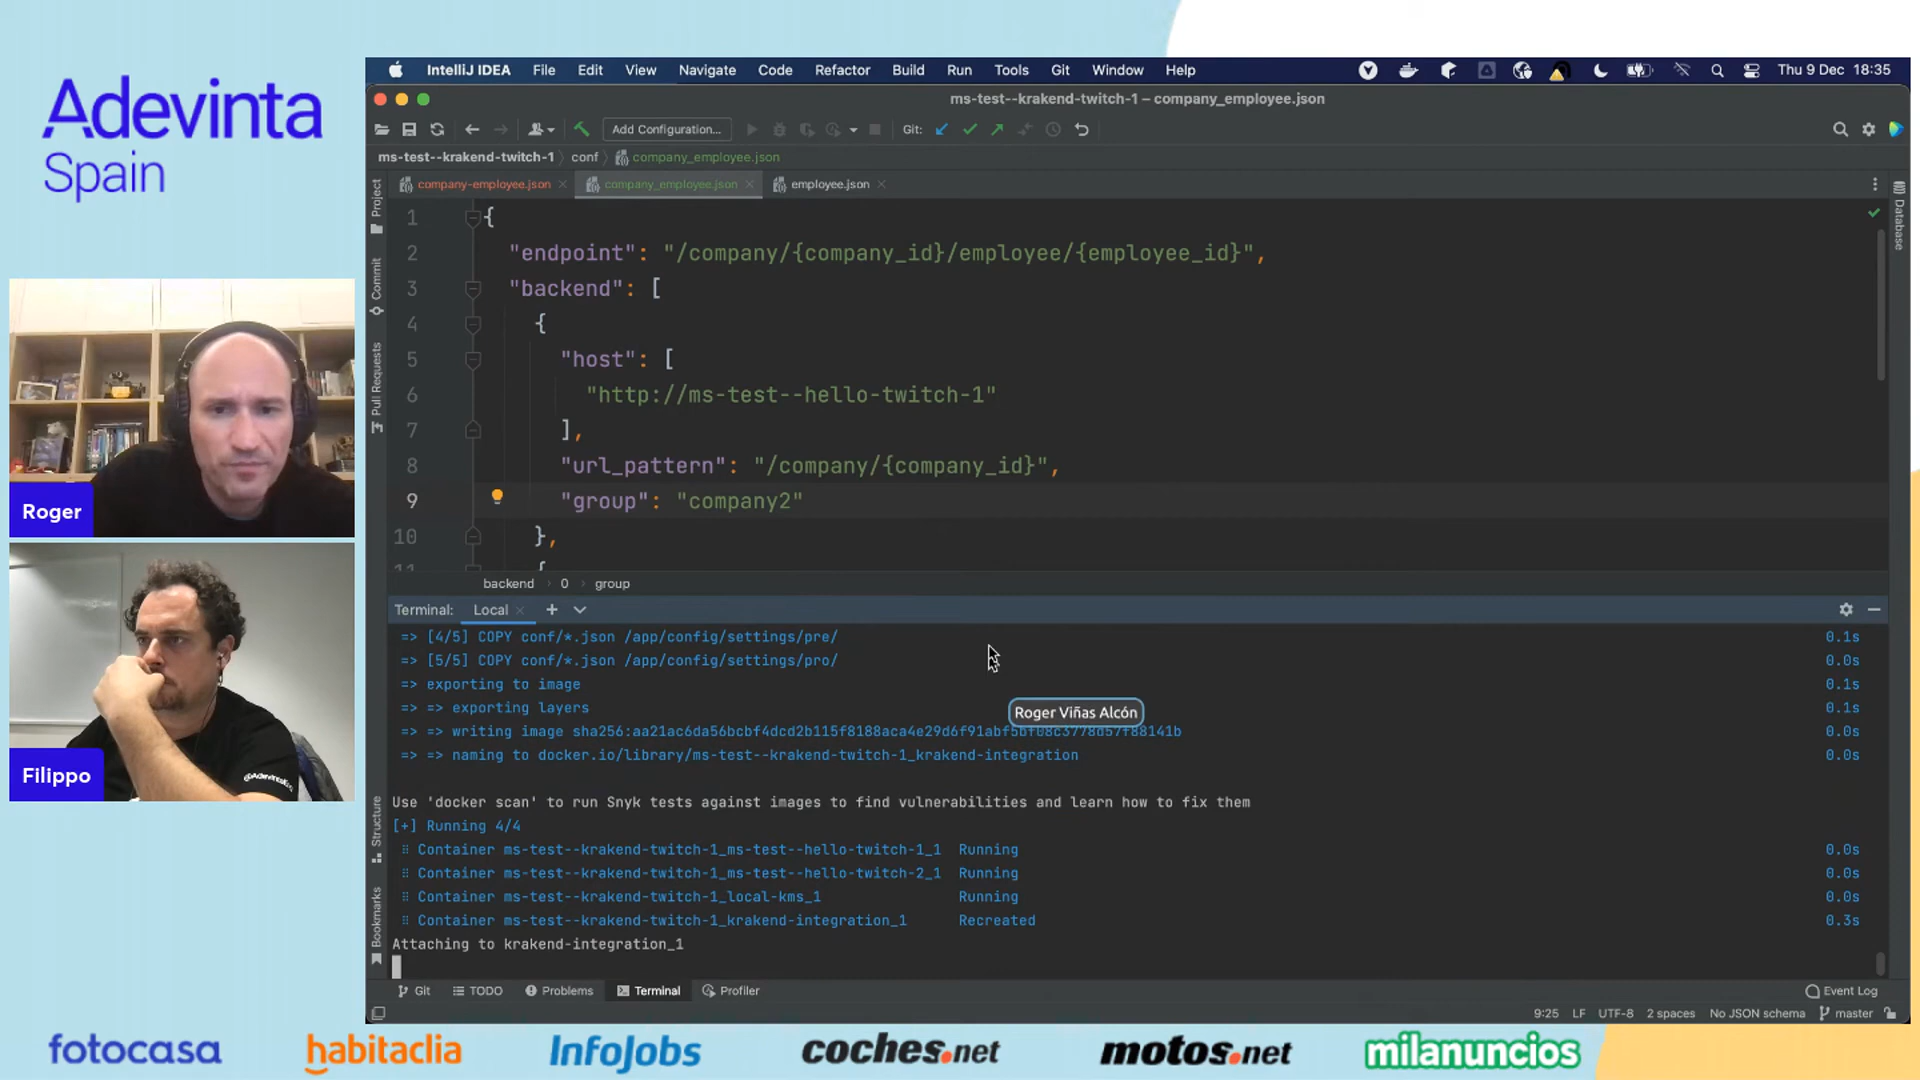 Adevinta
Spain
IntelliJ IDEA File Edit View Navigate Code Refactor Build Run Tools Git Window Help
Thu 9 Dec 18:35
ms-test--krakend-twitch-1 – company_employee.json
Add Configuration...
Git:
ms-test--krakend-twitch-1 conf company_employee.json
company-employee.json
company_employee.json
employee.json
Project
Commit
Pull Requests
Structure
Bookmarks
Database
1 {
2 "endpoint": "/company/{company_id}/employee/{employee_id}",
3 "backend": [
4 {
5 "host": [
6 "http://ms-test--hello-twitch-1"
7 ],
8 "url_pattern": "/company/{company_id}",
9 "group": "company2"
10 },
11 {
backend 0 group
Terminal: Local
=> [4/5] COPY conf/*.json /app/config/settings/pre/ 0.1s
=> [5/5] COPY conf/*.json /app/config/settings/pro/ 0.0s
=> exporting to image 0.1s
=> => exporting layers 0.1s
Roger Viñas Alcón
=> => writing image 0.0s
=> => naming to docker.io/library/ms-test--krakend-twitch-1_krakend-integration 0.0s
Use 'docker scan' to run Snyk tests against images to find vulnerabilities and learn how to fix them
[+] Running 4/4
Container ms-test--krakend-twitch-1_ms-test--hello-twitch-1_1 Running 0.0s
Container ms-test--krakend-twitch-1_ms-test--hello-twitch-2_1 Running 0.0s
Container ms-test--krakend-twitch-1_local-kms_1 Running 0.0s
Container ms-test--krakend-twitch-1_krakend-integration_1 Recreated 0.3s
Attaching to krakend-integration_1
Git TODO Problems Terminal Profiler Event Log
9:25 LF UTF-8 2 spaces No JSON schema master
Roger
Filippo
fotocasa habitaclia InfoJobs coches.net motos.net milanuncios